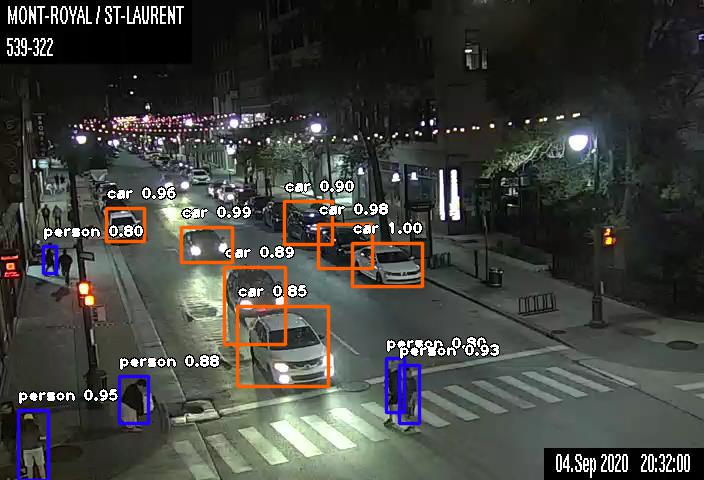 MONT-ROYAL / ST-LAURENT
539-322
car 0.96
car 0.90
car 0.99
car 0.98
person 0.80
car 1.00
car 0.89
car 0.85
person 0.80
person 0.93
person 0.88
person 0.95
04.Sep 2020 20:32:00